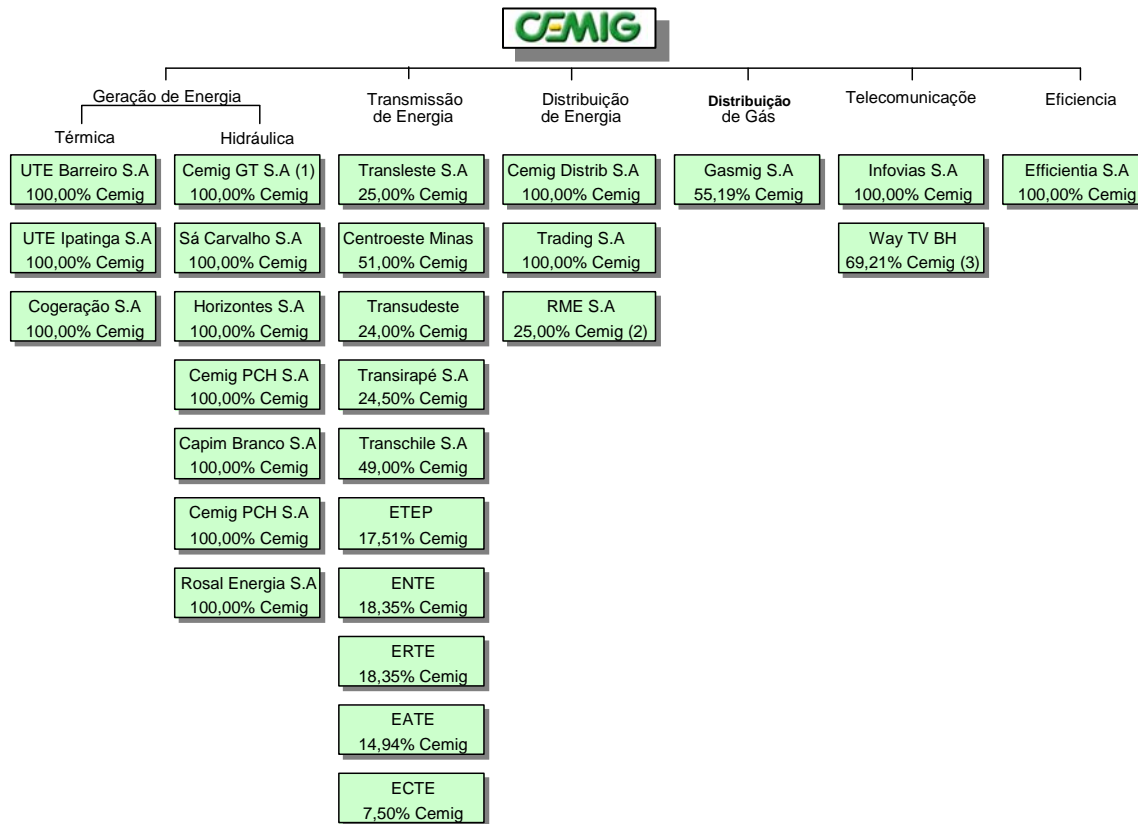 CEMIG
Geração de Energia
Térmica
Hidráulica
Transmissão
de Energia
Distribuição
de Energia
Distribuição
de Gás
Telecomunicaçõe
Eficiencia
UTE Barreiro S.A
100,00% Cemig
UTE Ipatinga S.A
100,00% Cemig
Cogeração S.A
100,00% Cemig
Cemig GT S.A (1)
100,00% Cemig
Sá Carvalho S.A
100,00% Cemig
Horizontes S.A
100,00% Cemig
Cemig PCH S.A
100,00% Cemig
Capim Branco S.A
100,00% Cemig
Cemig PCH S.A
100,00% Cemig
Rosal Energia S.A
100,00% Cemig
Transleste S.A
25,00% Cemig
Centroeste Minas
51,00% Cemig
Transudeste
24,00% Cemig
Transirapé S.A
24,50% Cemig
Transchile S.A
49,00% Cemig
ETEP
17,51% Cemig
ENTE
18,35% Cemig
ERTE
18,35% Cemig
EATE
14,94% Cemig
ECTE
7,50% Cemig
Cemig Distrib S.A
100,00% Cemig
Trading S.A
100,00% Cemig
RME S.A
25,00% Cemig (2)
Gasmig S.A
55,19% Cemig
Infovias S.A
100,00% Cemig
Way TV BH
69,21% Cemig (3)
Efficientia S.A
100,00% Cemig